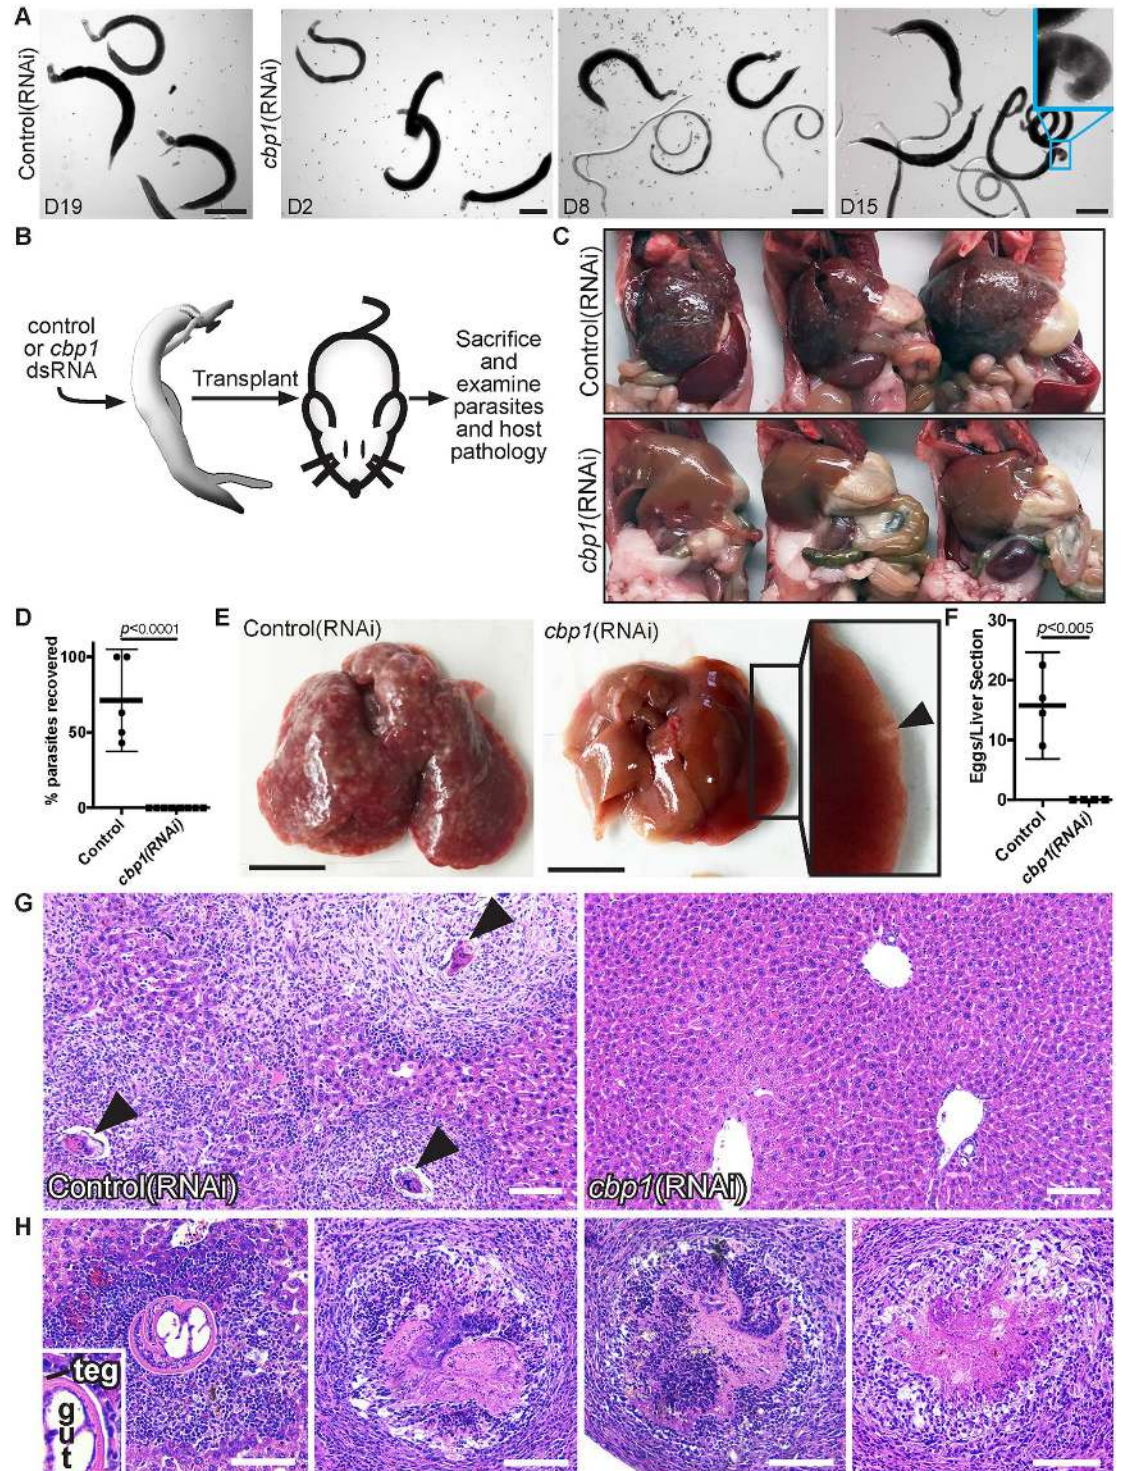 A
Control(RNAi)
D19
cbp1(RNAi)
D2
D8
D15
B
control
or cbp1
dsRNA
Transplant
Sacrifice
and
examine
parasites
and host
pathology
C
Control(RNAi)
cbp1(RNAi)
D
p<0.0001
% parasites recovered
100
50
0
Control
cbp1(RNAi)
E
Control(RNAi)
cbp1(RNAi)
F
p<0.005
Eggs/Liver Section
30
20
10
0
Control
cbp1(RNAi)
G
Control(RNAi)
cbp1(RNAi)
H
teg
gut